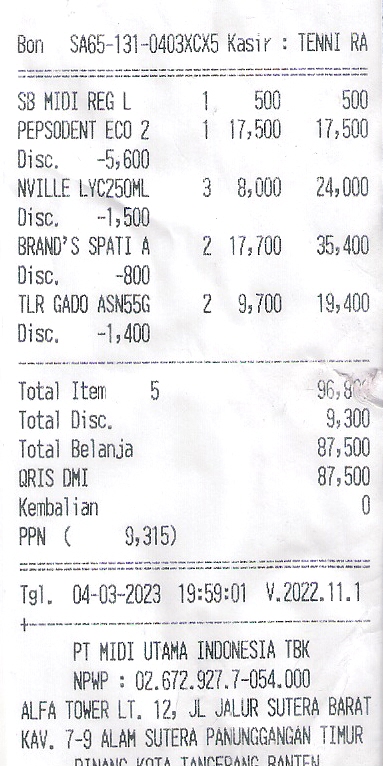 Bon SA65-131-0403XCX5 Kasir : TENNI RA
SB MIDI REG L 1 500 500
PEPSODENT ECO 2 1 17,500 17,500
Disc. -5,600
NVILLE LYC250ML 3 8,000 24,000
Disc. -1,500
BRAND'S SPATI A 2 17,700 35,400
Disc. -800
TLR GADO ASN55G 2 9,700 19,400
Disc. -1,400
Total Item 5 96,800
Total Disc. 9,300
Total Belanja 87,500
QRIS DMI 87,500
Kembalian 0
PPN ( 9,315)
Tgl. 04-03-2023 19:59:01 V.2022.11.1
PT MIDI UTAMA INDONESIA TBK
NPWP : 02.672.927.7-054.000
ALFA TOWER LT. 12, JL JALUR SUTERA BARAT
KAV. 7-9 ALAM SUTERA PANUNGGANGAN TIMUR
PINANG KOTA TANGERANG BANTEN